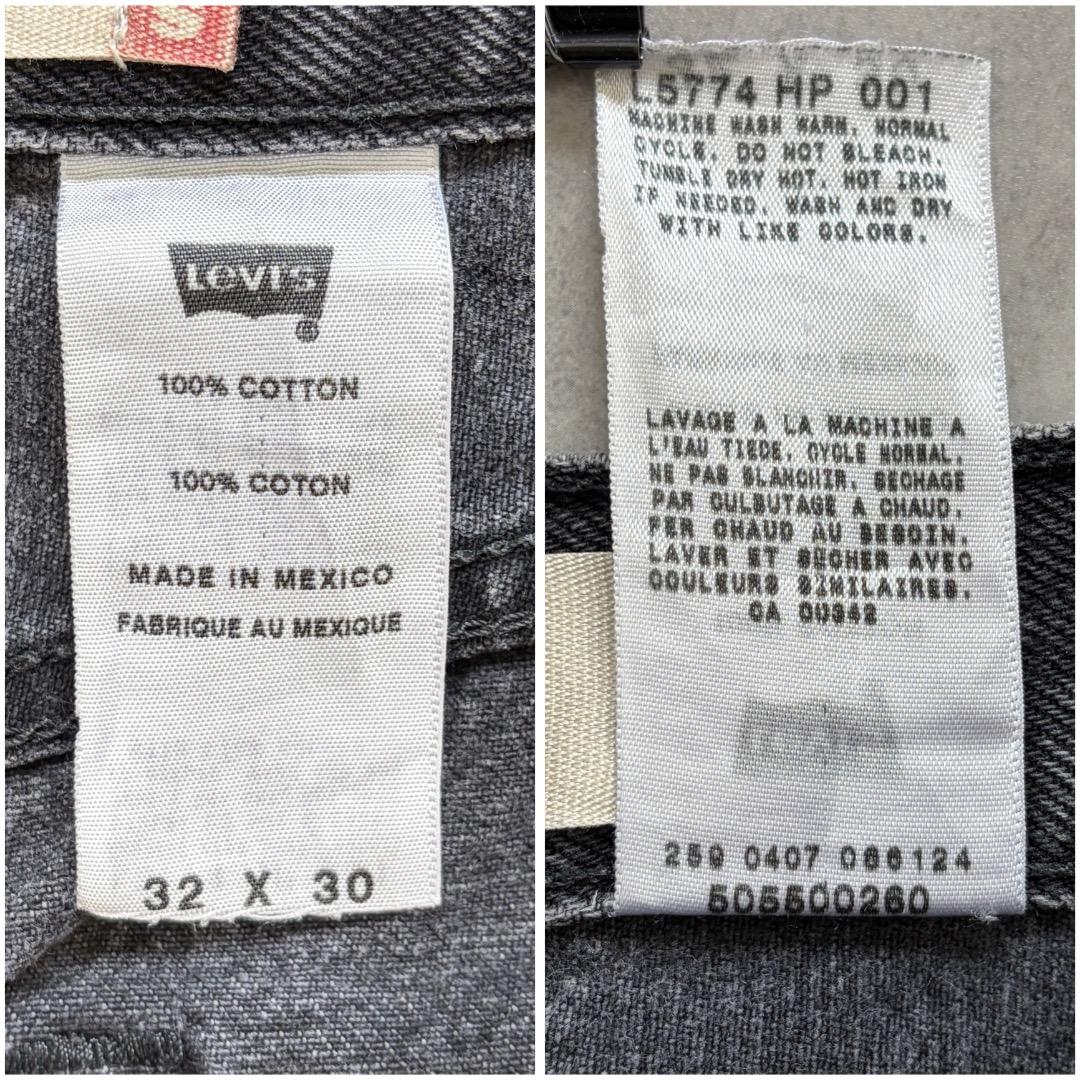 LEVI'S
®
100% COTTON
100% COTON
MADE IN MEXICO
FABRIQUE AU MEXIQUE
32 X 30
L5774 HP 001
MACHINE WASH WARM, NORMAL
CYCLE. DO NOT BLEACH.
TUMBLE DRY HOT. HOT IRON
IF NEEDED. WASH AND DRY
WITH LIKE COLORS.
LAVAGE A LA MACHINE A
L'EAU TIEDE. CYCLE NORMAL.
NE PAS BLANCHIR. SECHAGE
PAR CULBUTAGE A CHAUD.
FER CHAUD AU BESOIN.
LAVER ET SECHER AVEC
COULEURS SIMILAIRES.
CA
0407
505500260